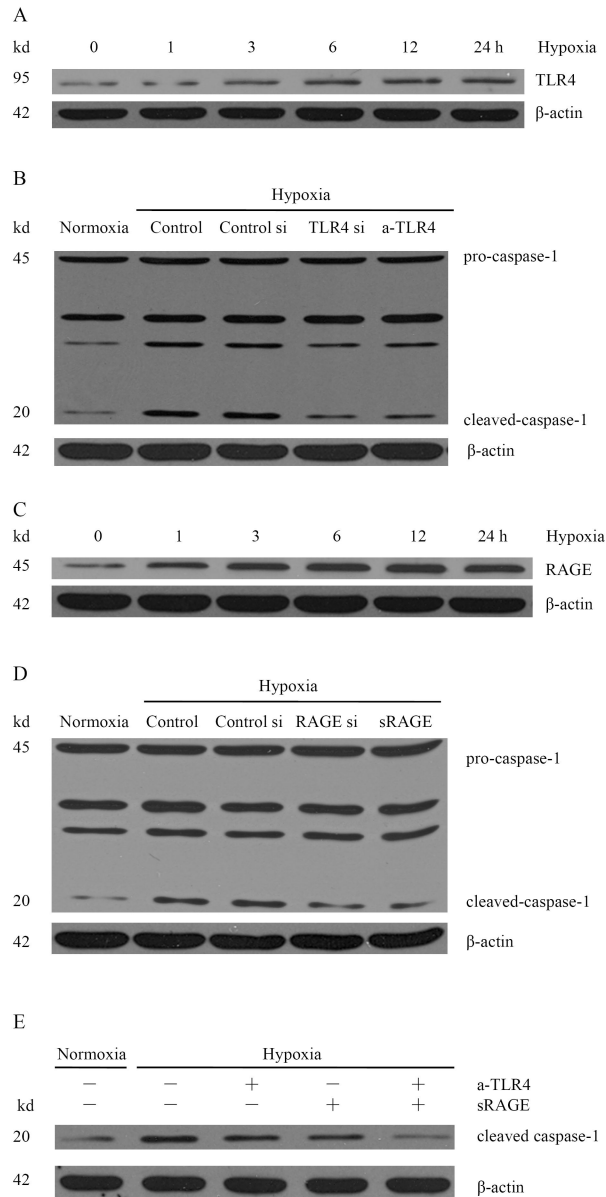 A
kd 0 1 3 6 12 24 h Hypoxia
95 TLR4
42 β-actin
B
Hypoxia
kd Normoxia Control Control si TLR4 si a-TLR4
45 pro-caspase-1
20 cleaved-caspase-1
42 β-actin
C
kd 0 1 3 6 12 24 h Hypoxia
45 RAGE
42 β-actin
D
Hypoxia
kd Normoxia Control Control si RAGE si sRAGE
45 pro-caspase-1
20 cleaved-caspase-1
42 β-actin
E
Normoxia Hypoxia
− − + − + a-TLR4
kd − − − + + sRAGE
20 cleaved caspase-1
42 β-actin